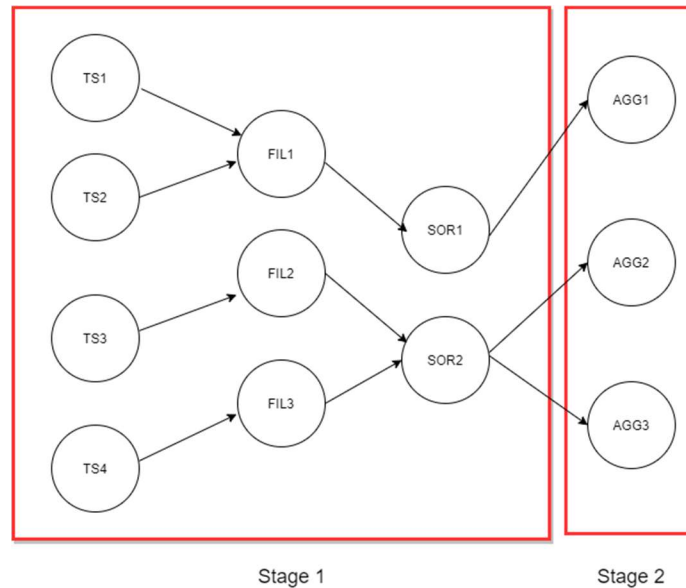 TS1
TS2
TS3
TS4
FIL1
FIL2
FIL3
SOR1
SOR2
AGG1
AGG2
AGG3
Stage 1
Stage 2